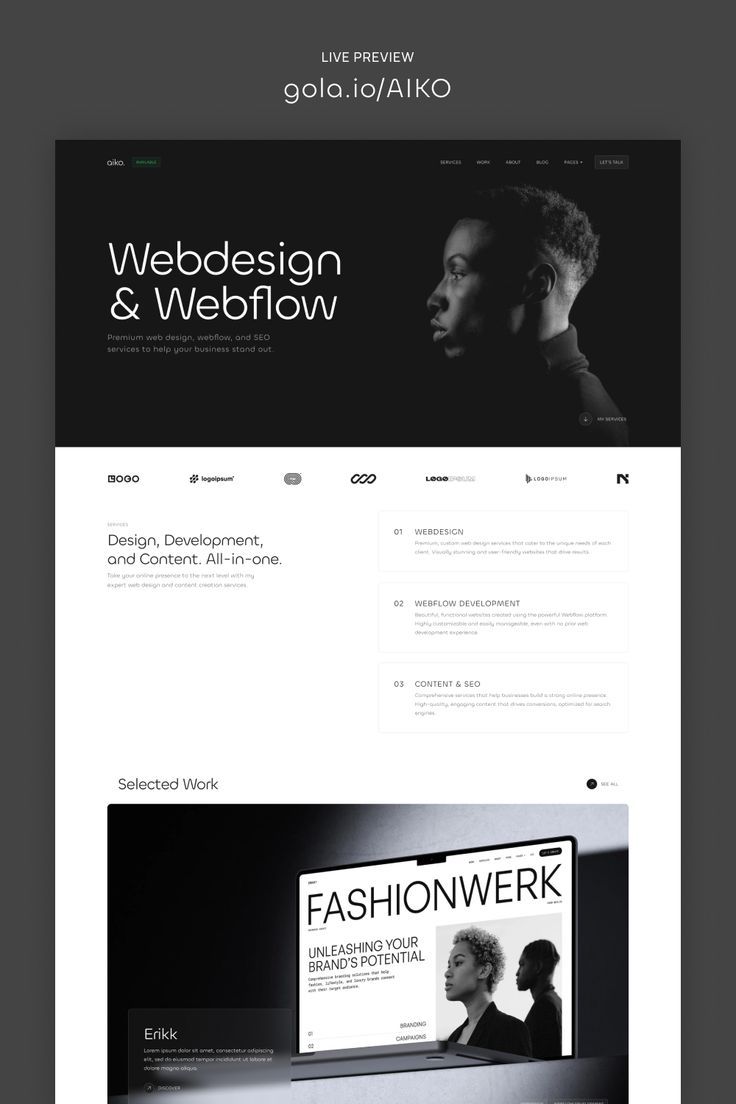 LIVE PREVIEW
gola.io/AIKO
aiko.
AVAILABLE
SERVICES
WORK
ABOUT
BLOG
PAGES
LET'S TALK
Webdesign
& Webflow
Premium web design, webflow, and SEO
services to help your business stand out.
MY SERVICES
LOGO
logoipsum
LOGOIPSUM
LOGOIPSUM
SERVICES
Design, Development,
and Content. All-in-one.
Take your online presence to the next level with my
expert web design and content creation services.
01 WEBDESIGN
Premium, custom web design services that cater to the unique needs of each
client. Visually stunning and user-friendly websites that drive results.
02 WEBFLOW DEVELOPMENT
Beautiful, functional websites created using the powerful Webflow platform.
Highly customizable and easily manageable, even with no prior web
development experience.
03 CONTENT & SEO
Comprehensive services that help businesses build a strong online presence.
High-quality, engaging content that drives conversions, optimized for search
engines.
Selected Work
SEE ALL
FASHIONWERK
UNLEASHING YOUR
BRAND'S POTENTIAL
Comprehensive branding solutions that help
fashion, lifestyle, and luxury brands connect
with their target audience.
01
BRANDING
02
CAMPAIGNS
Erikk
Lorem ipsum dolor sit amet, consectetur adipiscing
elit, sed do eiusmod tempor incididunt ut labore et
dolore magna aliqua.
DISCOVER